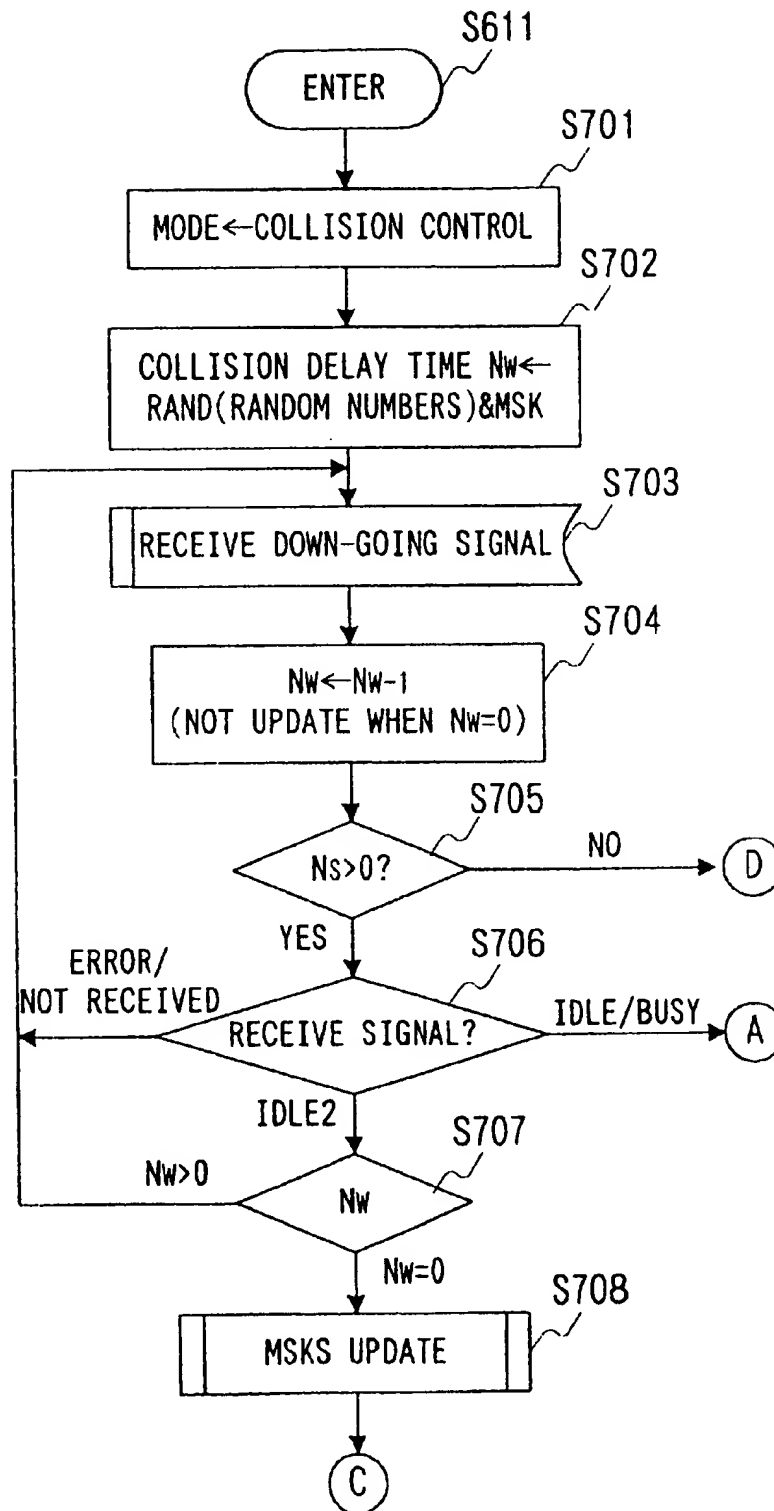 S611
ENTER
S701
MODE←COLLISION CONTROL
S702
COLLISION DELAY TIME Nw←
RAND(RANDOM NUMBERS)&MSK
S703
RECEIVE DOWN-GOING SIGNAL
S704
Nw←Nw-1
(NOT UPDATE WHEN Nw=0)
S705
Ns>0?
NO
D
YES
S706
ERROR/
NOT RECEIVED
RECEIVE SIGNAL?
IDLE/BUSY
A
IDLE2
S707
Nw>0
Nw
Nw=0
S708
MSKS UPDATE
C